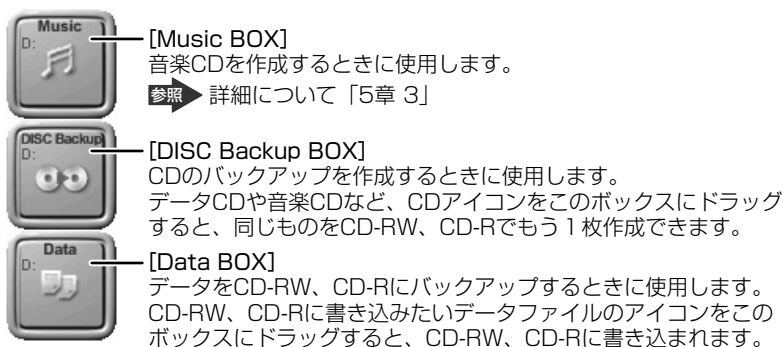 Music
D:
[Music BOX]
音楽CDを作成するときに使用します。
参照 詳細について「5章 3」
DISC Backup
D:
[DISC Backup BOX]
CDのバックアップを作成するときに使用します。
データCDや音楽CDなど、CDアイコンをこのボックスにドラッグ
すると、同じものをCD-RW、CD-Rでもう１枚作成できます。
Data
D:
[Data BOX]
データをCD-RW、CD-Rにバックアップするときに使用します。
CD-RW、CD-Rに書き込みたいデータファイルのアイコンをこの
ボックスにドラッグすると、CD-RW、CD-Rに書き込まれます。